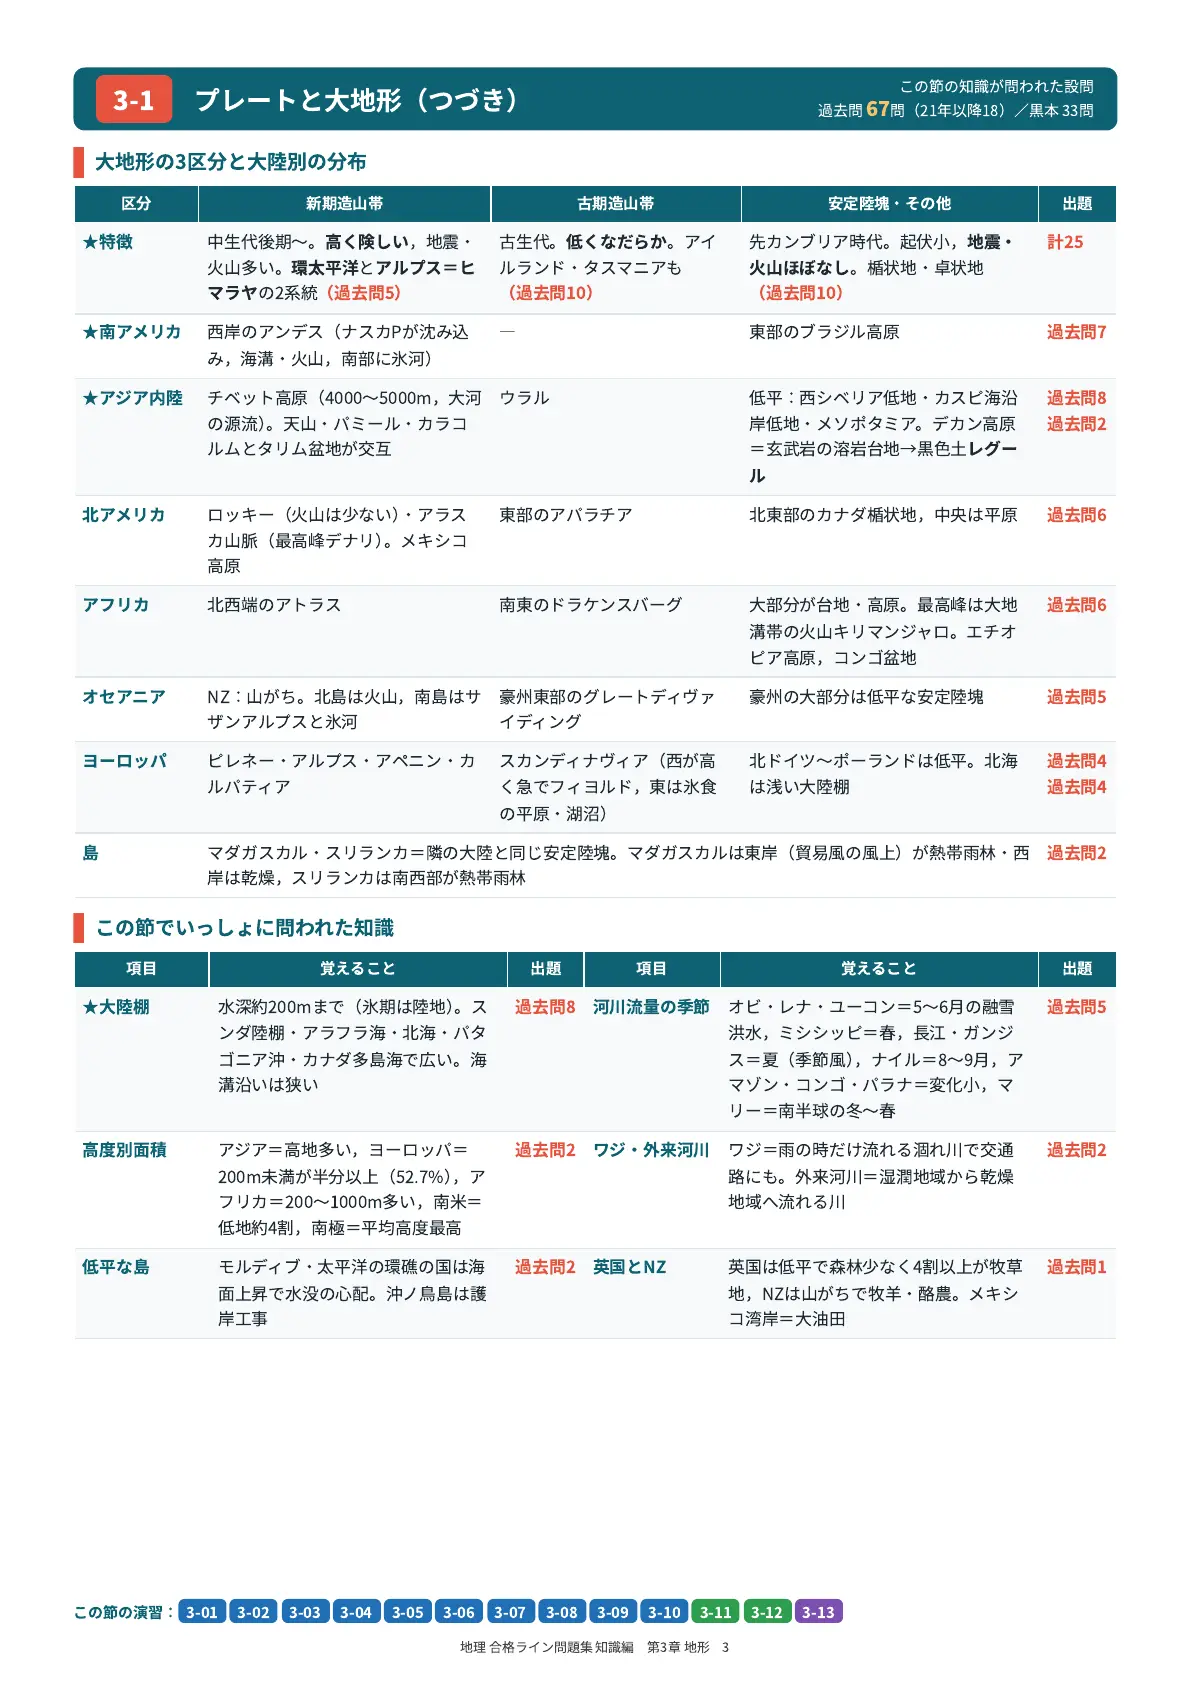 3-1 プレートと大地形（つづき）
この節の知識が問われた設問
過去問 67問（21年以降18）／黒本 33問
大地形の3区分と大陸別の分布
区分 新期造山帯 古期造山帯 安定陸塊・その他 出題
★特徴 中生代後期〜。高く険しい，地震・ 古生代。低くなだらか。アイ 先カンブリア時代。起伏小，地震・ 計25
火山多い。環太平洋とアルプス＝ヒ ルランド・タスマニアも 火山ほぼなし。楯状地・卓状地
マラヤの2系統（過去問5） （過去問10） （過去問10）
★南アメリカ 西岸のアンデス（ナスカPが沈み込 — 東部のブラジル高原 過去問7
み，海溝・火山，南部に氷河）
★アジア内陸 チベット高原（4000〜5000m，大河 ウラル 低平：西シベリア低地・カスピ海沿 過去問8
の源流）。天山・パミール・カラコ 岸低地・メソポタミア。デカン高原 過去問2
ルムとタリム盆地が交互 ＝玄武岩の溶岩台地→黒色土レグー
ル
北アメリカ ロッキー（火山は少ない）・アラス 東部のアパラチア 北東部のカナダ楯状地，中央は平原 過去問6
カ山脈（最高峰デナリ）。メキシコ
高原
アフリカ 北西端のアトラス 南東のドラケンスバーグ 大部分が台地・高原。最高峰は大地 過去問6
溝帯の火山キリマンジャロ。エチオ
ピア高原，コンゴ盆地
オセアニア NZ：山がち。北島は火山，南島はサ 豪州東部のグレートディヴァ 豪州の大部分は低平な安定陸塊 過去問5
ザンアルプスと氷河 イディング
ヨーロッパ ピレネー・アルプス・アペニン・カ スカンディナヴィア（西が高 北ドイツ〜ポーランドは低平。北海 過去問4
ルパティア く急でフィヨルド，東は氷食 は浅い大陸棚 過去問4
の平原・湖沼）
島 マダガスカル・スリランカ＝隣の大陸と同じ安定陸塊。マダガスカルは東岸（貿易風の風上）が熱帯雨林・西 過去問2
岸は乾燥，スリランカは南西部が熱帯雨林
この節でいっしょに問われた知識
項目 覚えること 出題 項目 覚えること 出題
★大陸棚 水深約200mまで（氷期は陸地）。ス 過去問8 河川流量の季節 オビ・レナ・ユーコン＝5〜6月の融雪 過去問5
ンダ陸棚・アラフラ海・北海・パタ 洪水，ミシシッピ＝春，長江・ガンジ
ゴニア沖・カナダ多島海で広い。海 ス＝夏（季節風），ナイル＝8〜9月，ア
溝沿いは狭い マゾン・コンゴ・パラナ＝変化小，マ
リー＝南半球の冬〜春
高度別面積 アジア＝高地多い，ヨーロッパ＝ 過去問2 ワジ・外来河川 ワジ＝雨の時だけ流れる涸れ川で交通 過去問2
200m未満が半分以上（52.7%），ア 路にも。外来河川＝湿潤地域から乾燥
フリカ＝200〜1000m多い，南米＝ 地域へ流れる川
低地約4割，南極＝平均高度最高
低平な島 モルディブ・太平洋の環礁の国は海 過去問2 英国とNZ 英国は低平で森林少なく4割以上が牧草 過去問1
面上昇で水没の心配。沖ノ鳥島は護 地，NZは山がちで牧羊・酪農。メキシ
岸工事 コ湾岸＝大油田
この節の演習： 3-01 3-02 3-03 3-04 3-05 3-06 3-07 3-08 3-09 3-10 3-11 3-12 3-13
地理 合格ライン問題集 知識編 第3章 地形 3